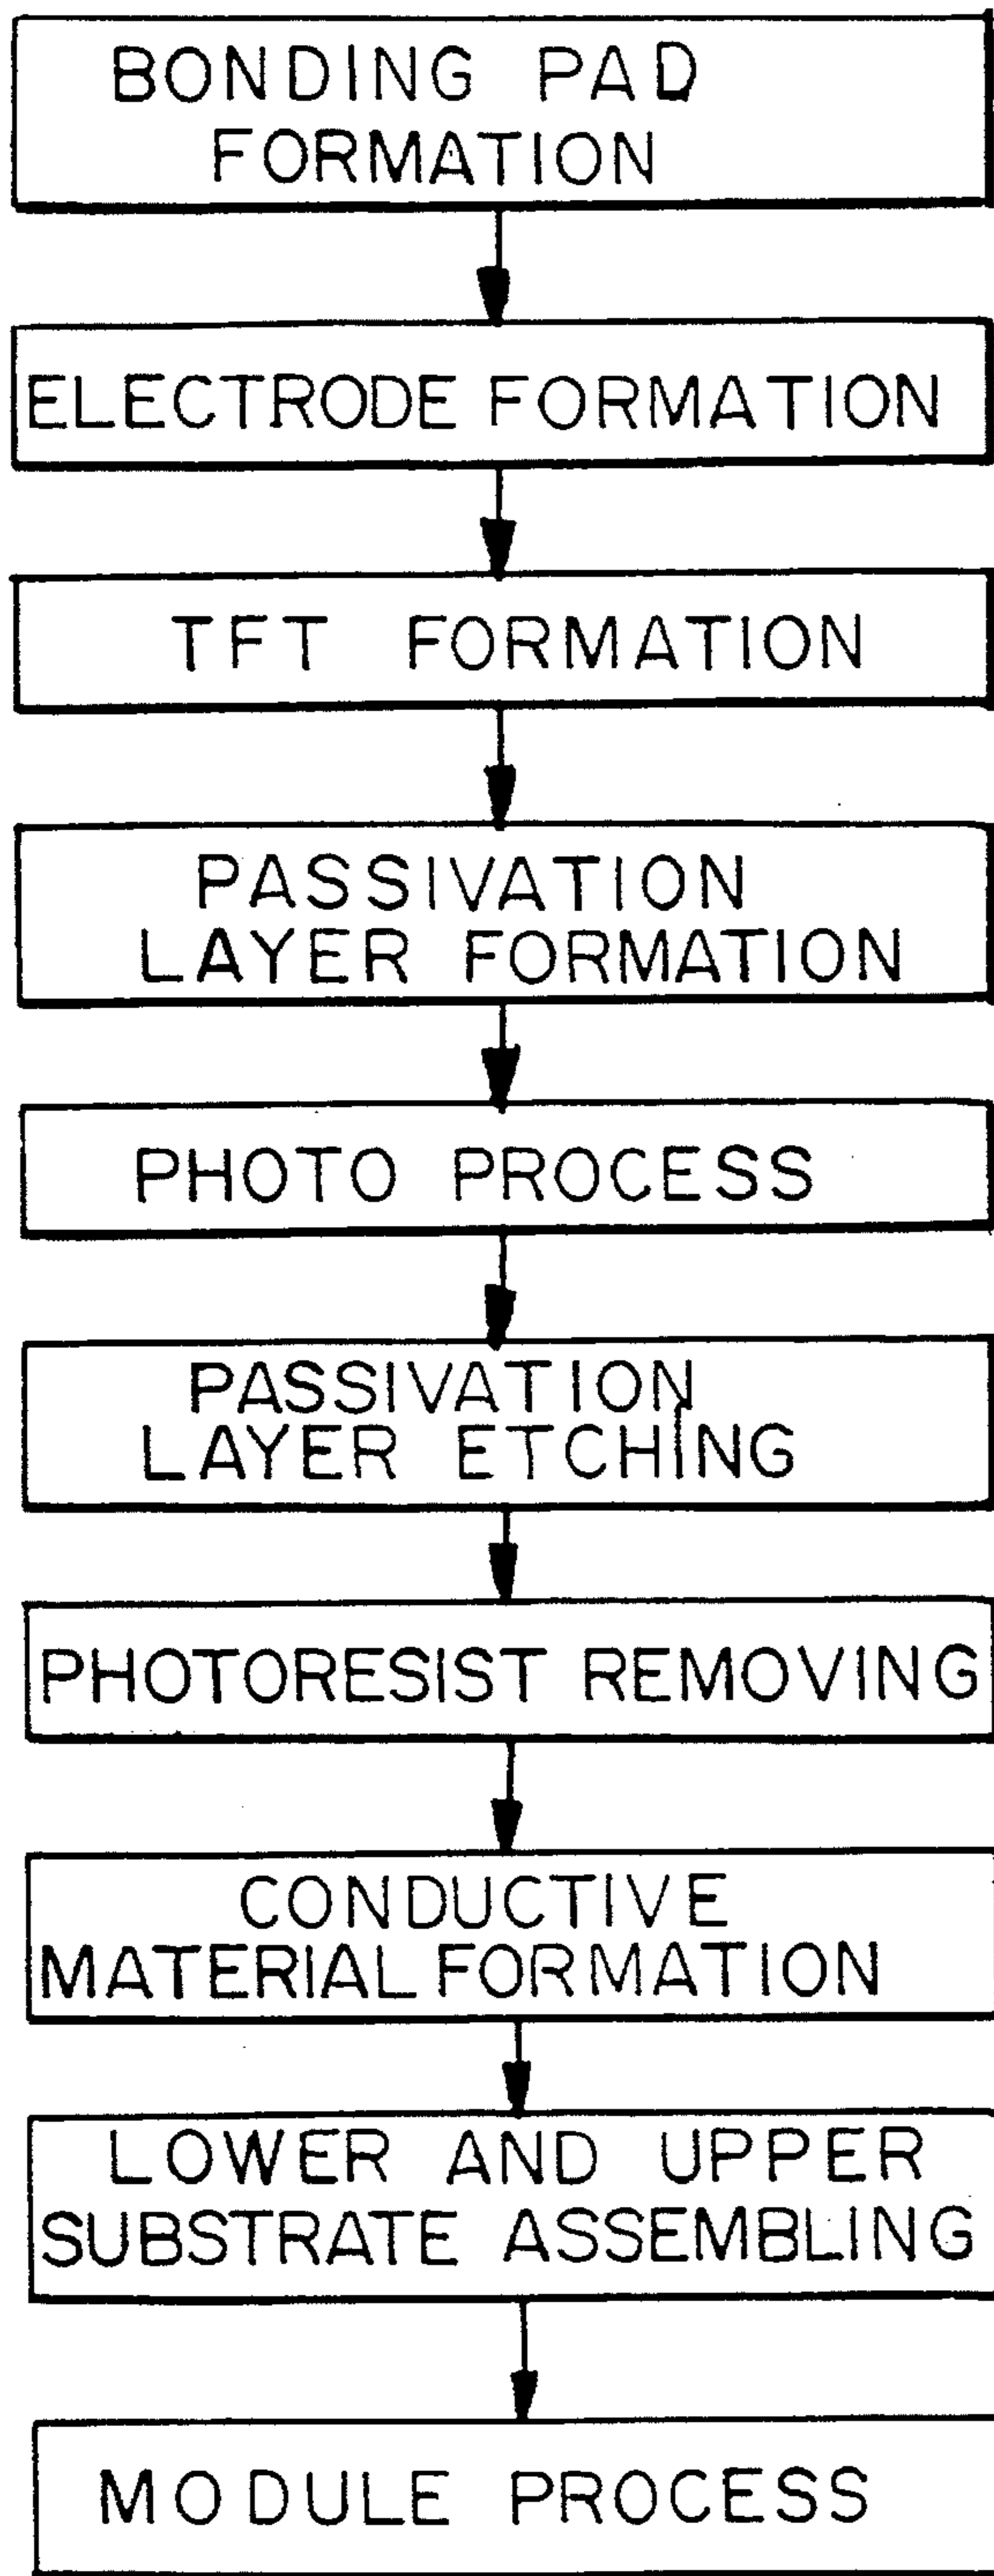 BONDING PAD
FORMATION
ELECTRODE FORMATION
TFT FORMATION
PASSIVATION
LAYER FORMATION
PHOTO PROCESS
PASSIVATION
LAYER ETCHING
PHOTORESIST REMOVING
CONDUCTIVE
MATERIAL FORMATION
LOWER AND UPPER
SUBSTRATE ASSEMBLING
MODULE PROCESS